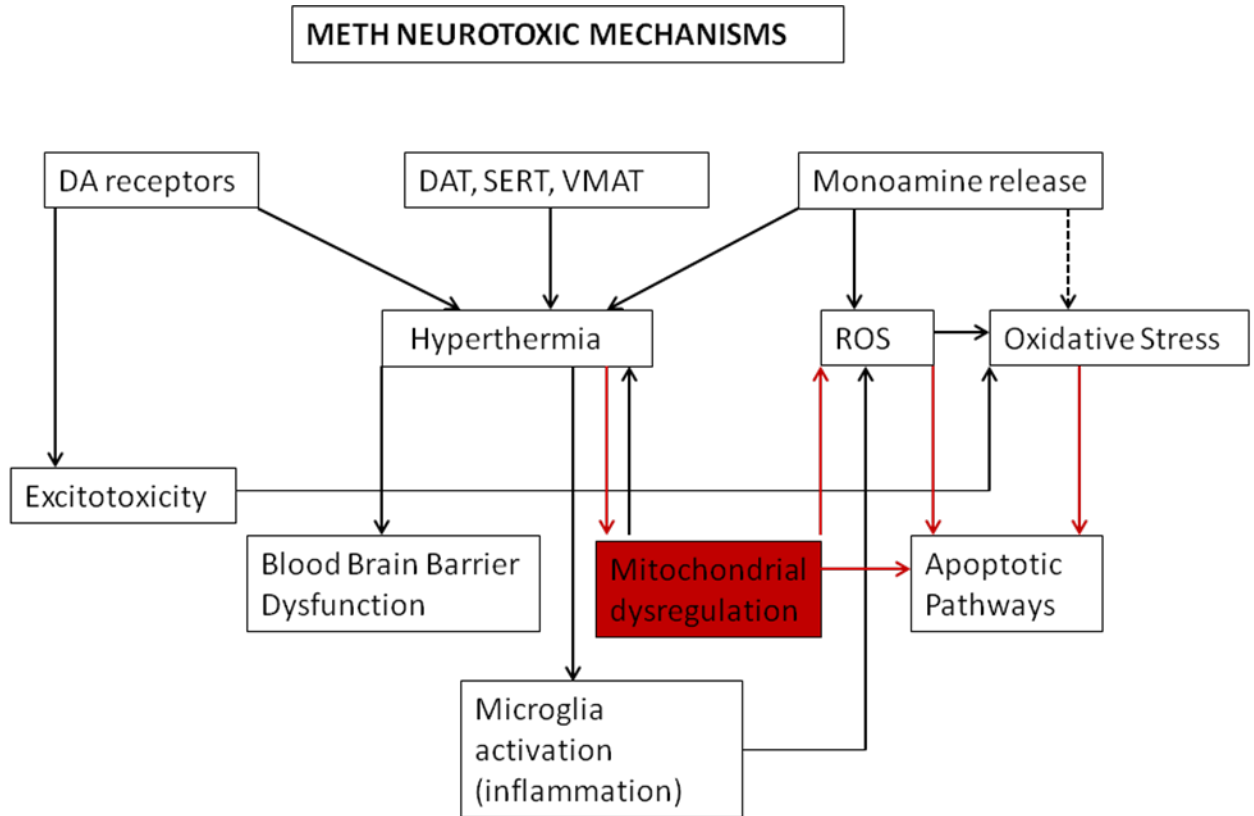 METH NEUROTOXIC MECHANISMS
DA receptors
DAT, SERT, VMAT
Monoamine release
Hyperthermia
ROS
Oxidative Stress
Excitotoxicity
Blood Brain Barrier
Dysfunction
Mitochondrial
dysregulation
Apoptotic
Pathways
Microglia
activation
(inflammation)